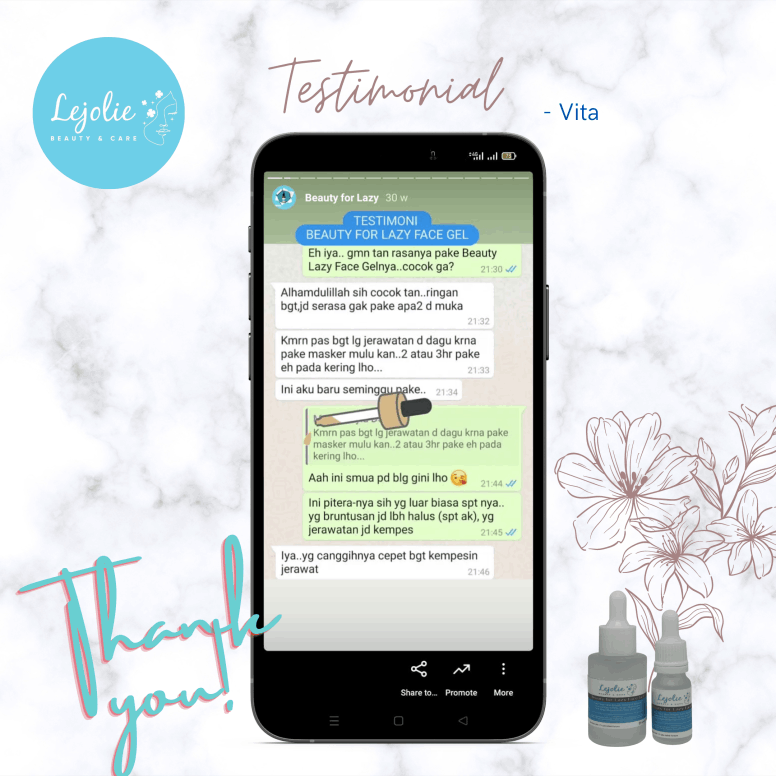 Lejolie
BEAUTY & CARE
Testimonial
- Vita
Beauty for Lazy 30 w
TESTIMONI
BEAUTY FOR LAZY FACE GEL
Eh iya.. gmn tan rasanya pake Beauty
Lazy Face Gelnya..cocok ga?
21:30
Alhamdulillah sih cocok tan..ringan
bgt,jd serasa gak pake apa2 d muka
21:32
Kmrn pas bgt lg jerawatan d dagu krna
pake masker mulu kan..2 atau 3hr pake
eh pada kering lho...
21:33
Ini aku baru seminggu pake..
21:34
Kmrn pas bgt lg jerawatan d dagu krna pake
masker mulu kan..2 atau 3hr pake eh pada
kering lho...
Aah ini smua pd blg gini lho
21:44
Ini pitera-nya sih yg luar biasa spt nya..
yg bruntusan jd lbh halus (spt ak), yg
jerawatan jd kempes
21:45
Iya..yg canggihnya cepet bgt kempesin
jerawat
21:46
Share to...
Promote
More
Thank
you!
Lejolie
Lejolie